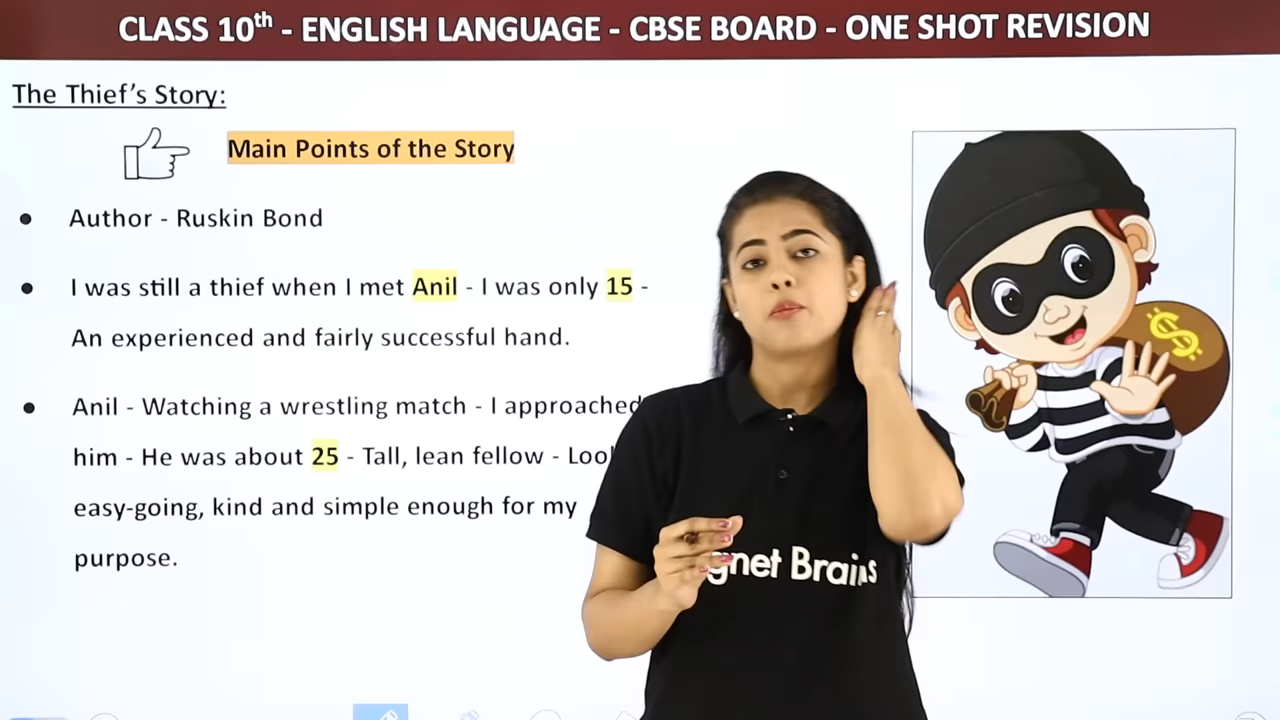 CLASS 10th - ENGLISH LANGUAGE - CBSE BOARD - ONE SHOT REVISION
The Thief's Story:
Main Points of the Story
● Author - Ruskin Bond
● I was still a thief when I met Anil - I was only 15 -
An experienced and fairly successful hand.
● Anil - Watching a wrestling match - I approached
him - He was about 25 - Tall, lean fellow -
easy-going, kind and simple enough for my
purpose.
$
Brains